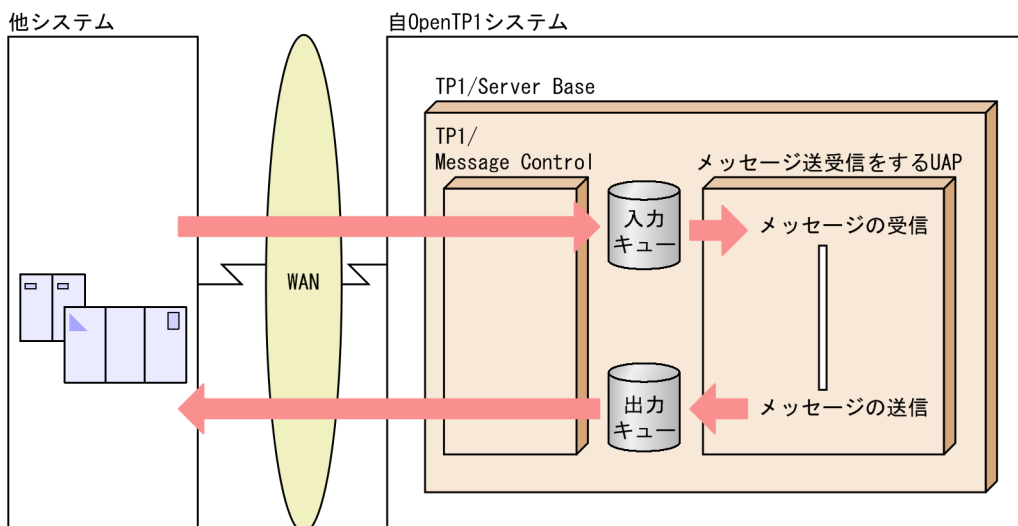 他システム
自OpenTP1システム
TP1/Server Base
TP1/
Message Control
メッセージ送受信をするUAP
入力
キュー
メッセージの受信
WAN
出力
キュー
メッセージの送信